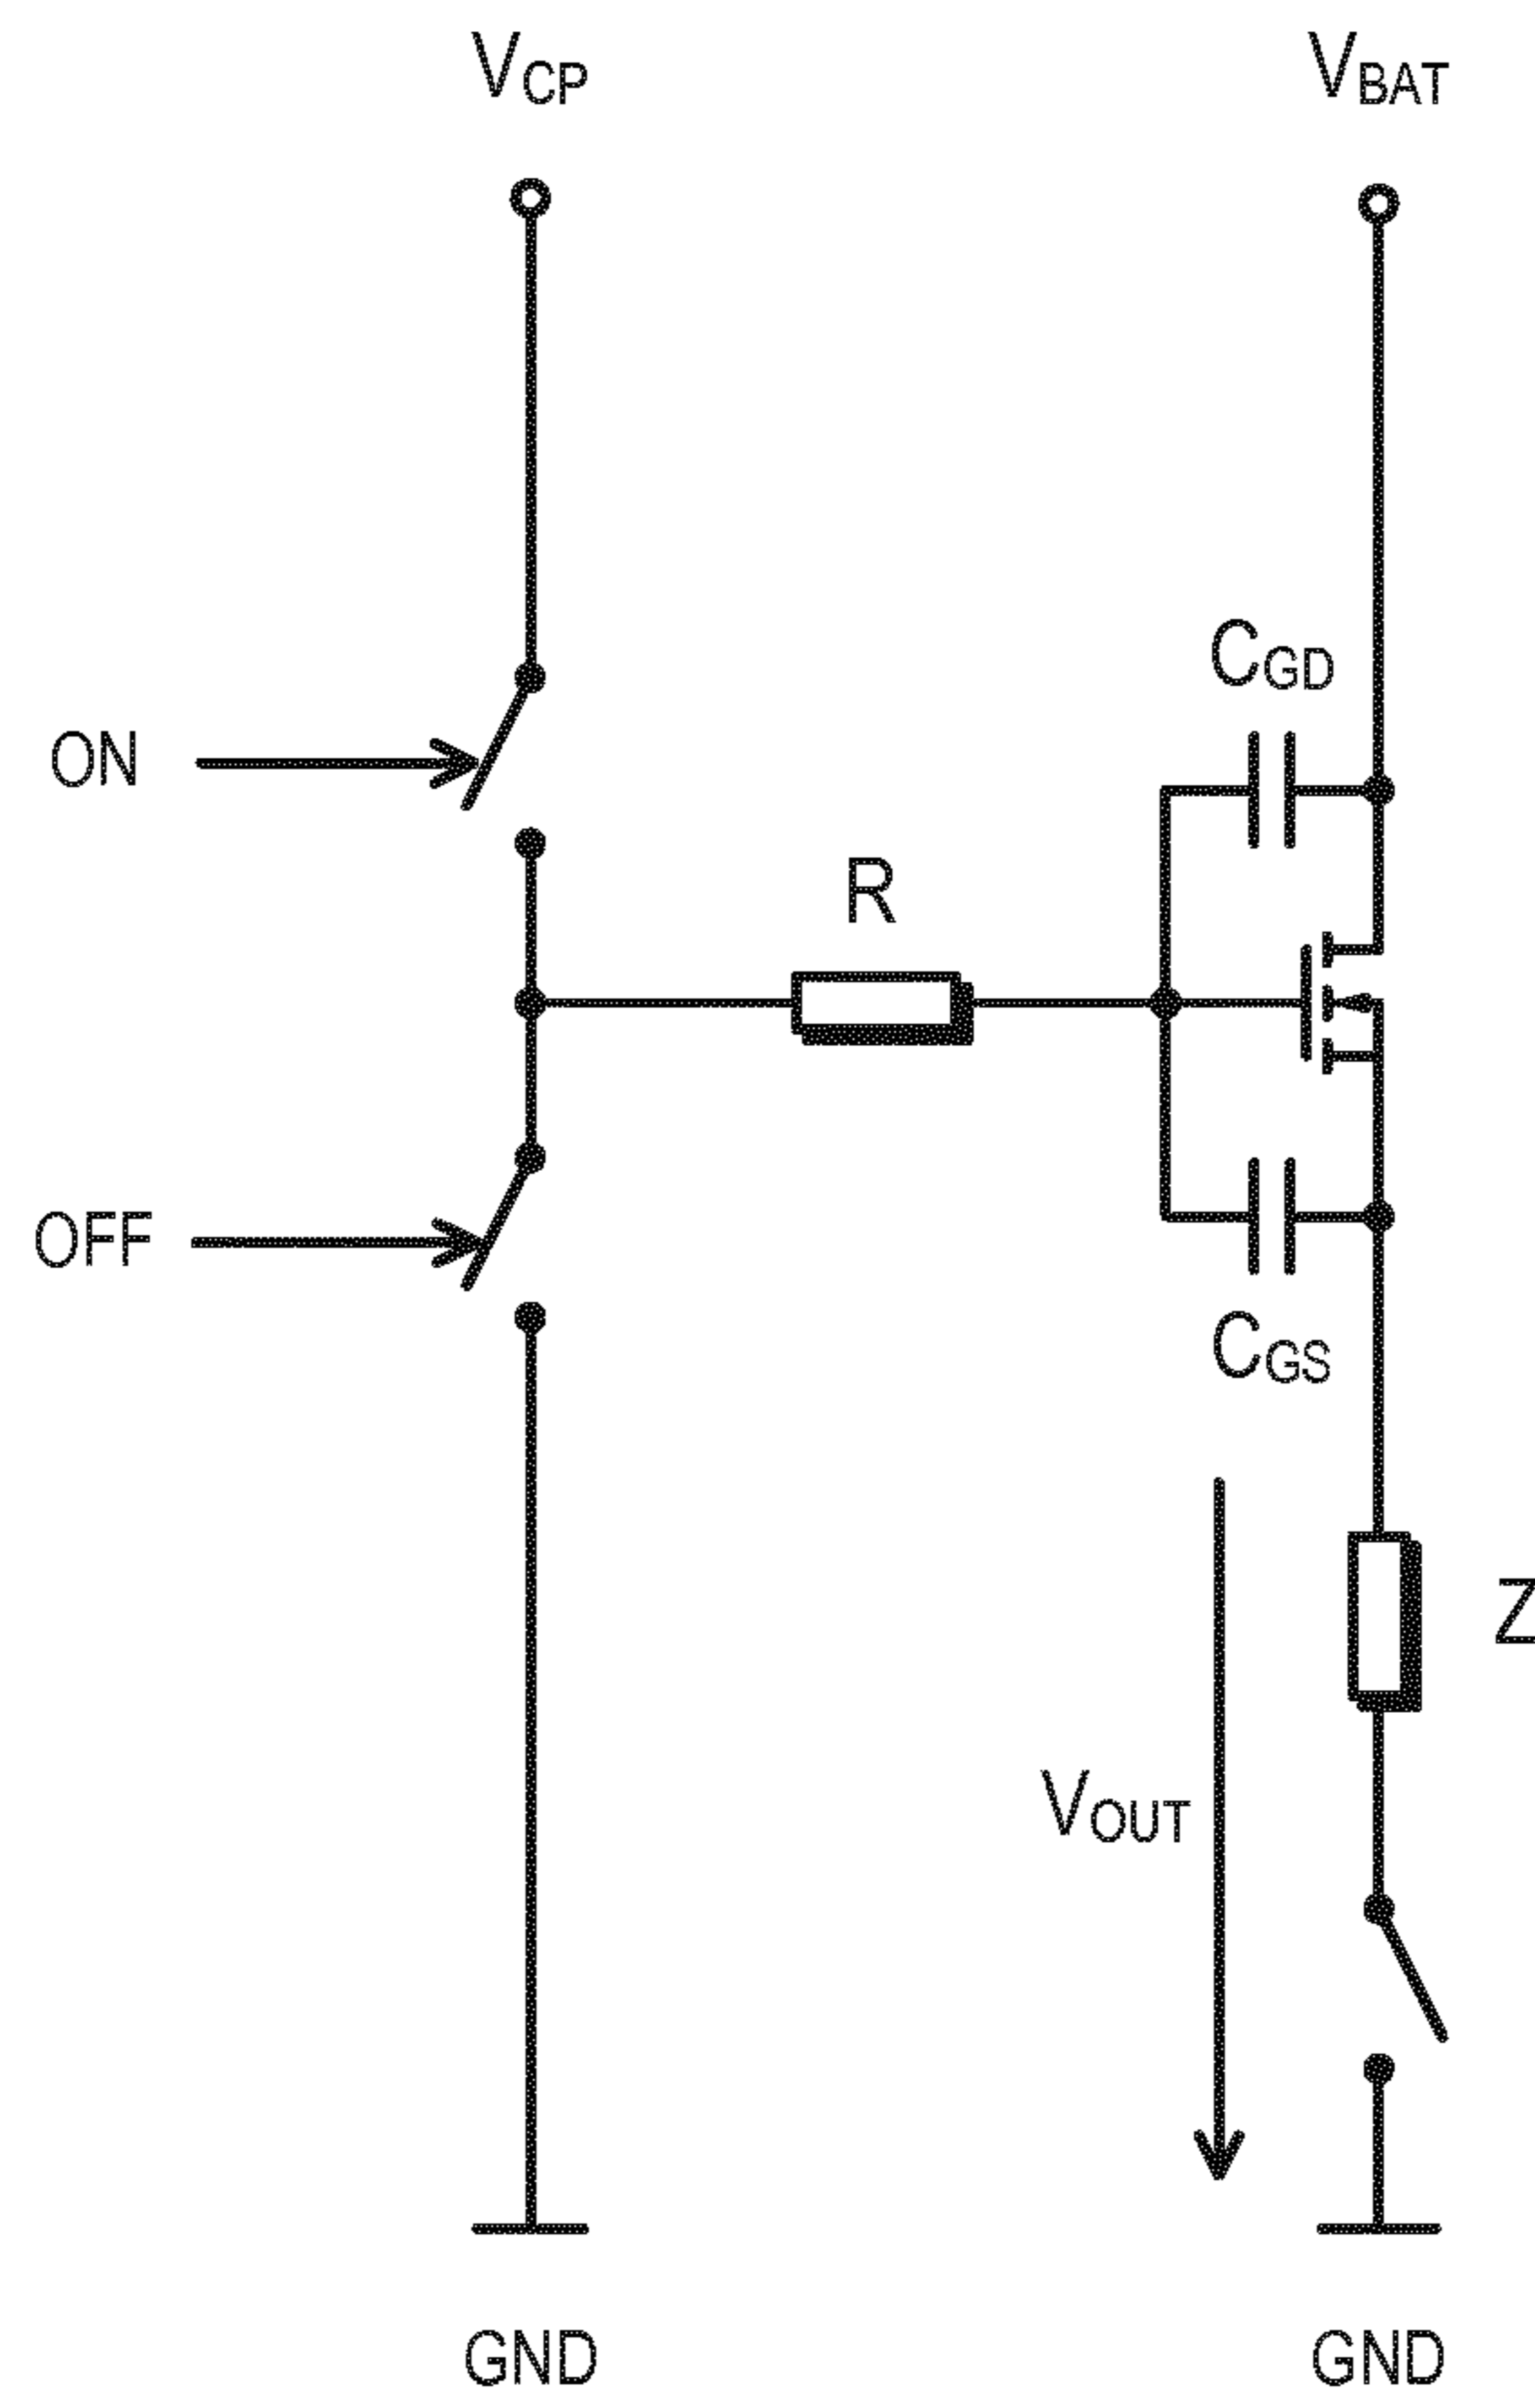 VCP
VBAT
CGD
ON
R
OFF
CGS
Z
VOUT
GND
GND